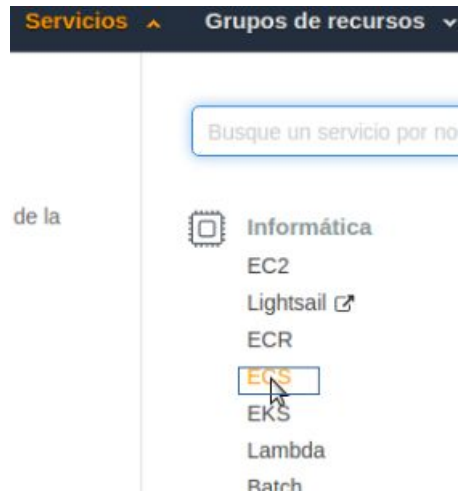 Servicios Grupos de recursos
Busque un servicio por no
de la
Informática
EC2
Lightsail
ECR
ECS
EKS
Lambda
Batch